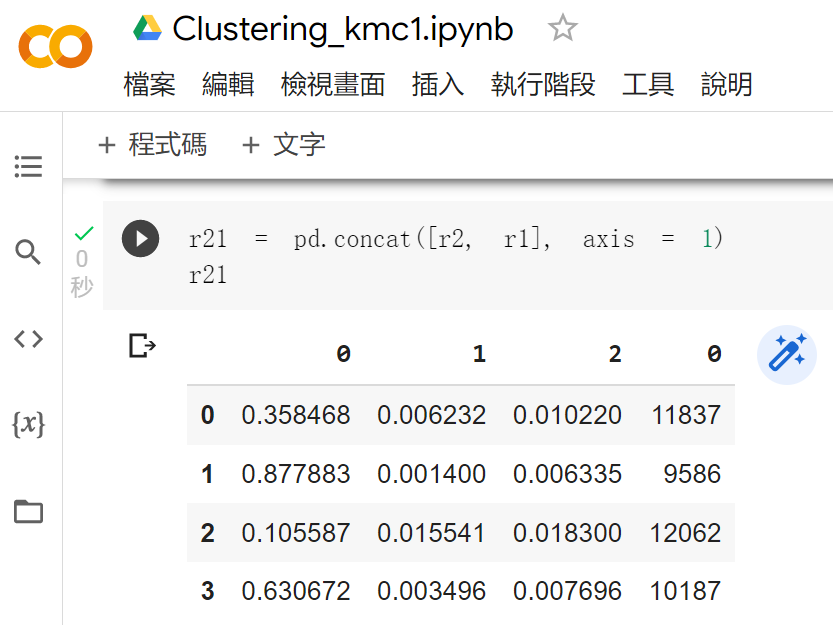 Clustering_kmc1.ipynb
檔案 編輯 檢視畫面 插入 執行階段 工具 說明
+ 程式碼 + 文字
r21 = pd.concat([r2, r1], axis = 1)
r21
0
秒
{x}
0 1 2 0
0 0.358468 0.006232 0.010220 11837
1 0.877883 0.001400 0.006335 9586
2 0.105587 0.015541 0.018300 12062
3 0.630672 0.003496 0.007696 10187